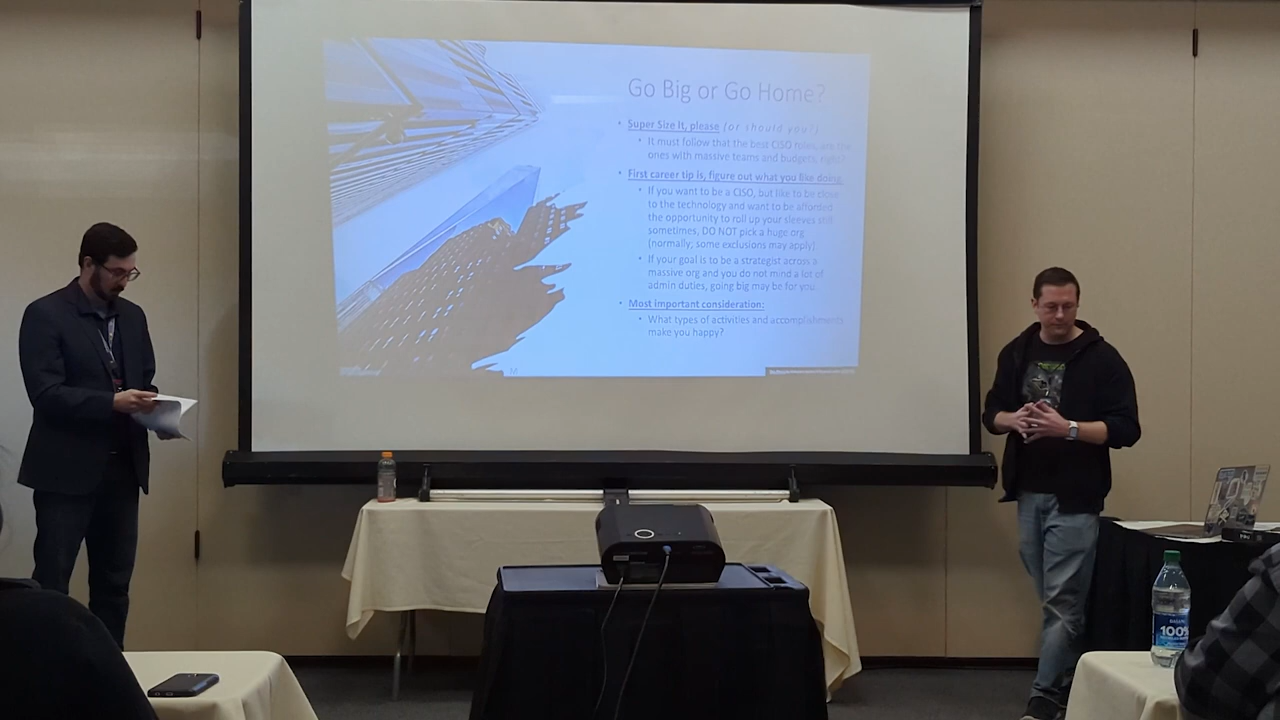 Go Big or Go Home?
• Super Size It, please (or should you?)
• It must follow that the best CISO roles, are the
ones with massive teams and budgets, right?
• First career tip is, figure out what you like doing.
• If you want to be a CISO, but like to be close
to the technology and want to be afforded
the opportunity to roll up your sleeves still
sometimes, DO NOT pick a huge org
(normally; some exclusions may apply)
• If your goal is to be a strategist across a
massive org and you do not mind a lot of
admin duties, going big may be for you.
• Most important consideration:
• What types of activities and accomplishments
make you happy?
DASANI
100%